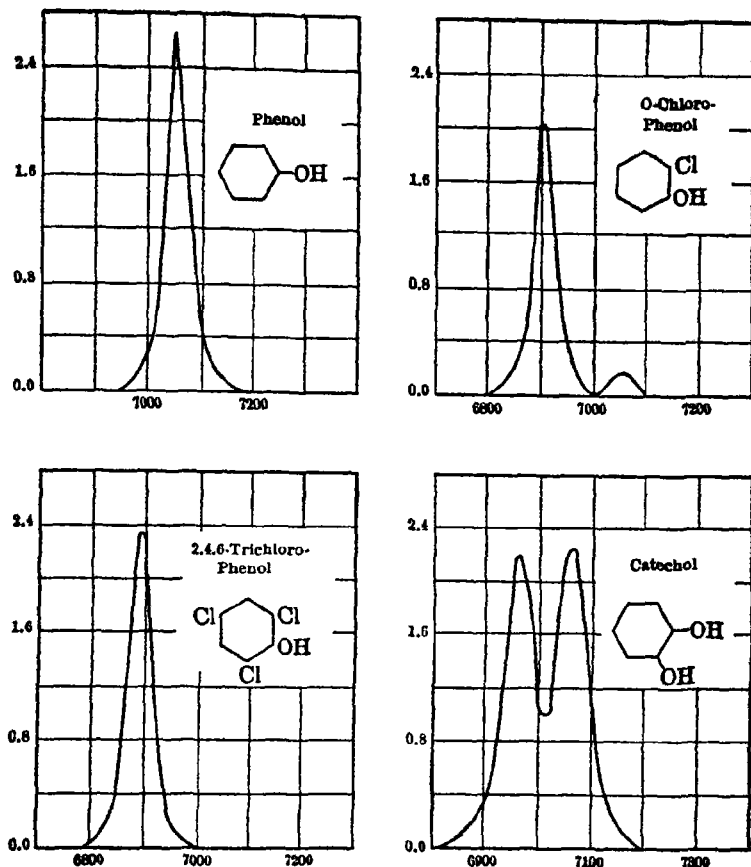 2.4
1.6
0.8
0.0
Phenol
OH
7000 7200
2.4
1.6
0.8
0.0
O-Chloro-
Phenol
Cl
OH
6800 7000 7200
2.4
1.6
0.8
0.0
2.4.6-Trichloro-
Phenol
Cl Cl
OH
Cl
6800 7000 7200
2.4
1.6
0.8
0.0
Catechol
OH
OH
6900 7100 7300